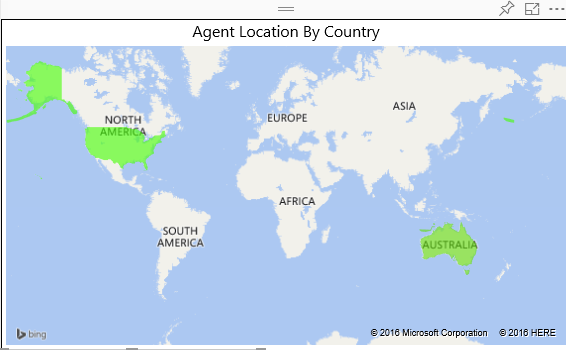 Agent Location By Country
NORTH
AMERICA
EUROPE
ASIA
AFRICA
SOUTH
AMERICA
AUSTRALIA
bing
© 2016 Microsoft Corporation © 2016 HERE